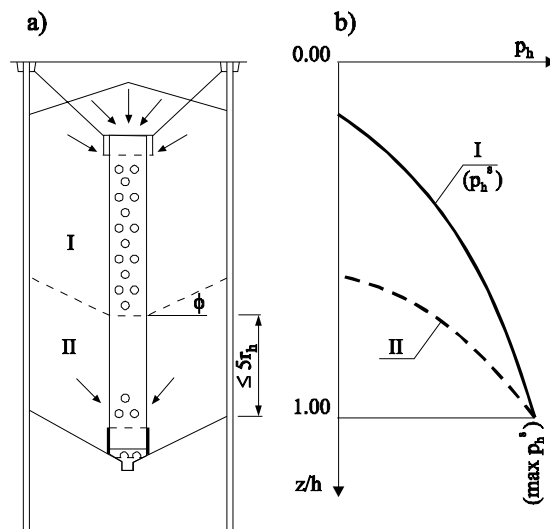 a)
I
II
ϕ
≤ 5r_h
b)
0.00
p_h
I
(p_h^s)
II
1.00
z/h
(max p_h^s)